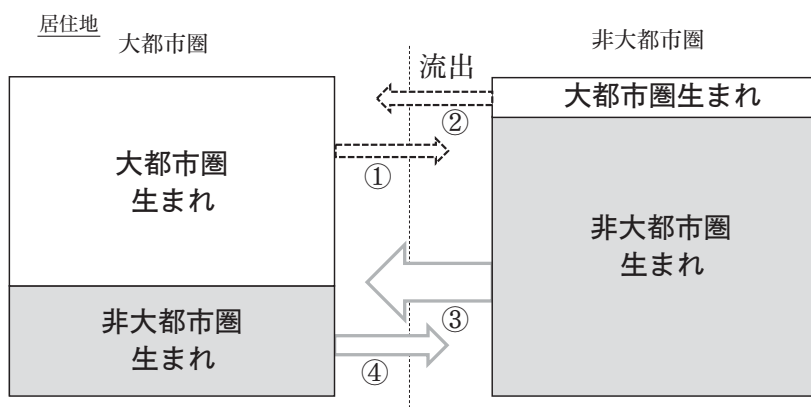 居住地
大都市圏
非大都市圏
流出
大都市圏生まれ
②
①
大都市圏
生まれ
非大都市圏
生まれ
③
非大都市圏
生まれ
④